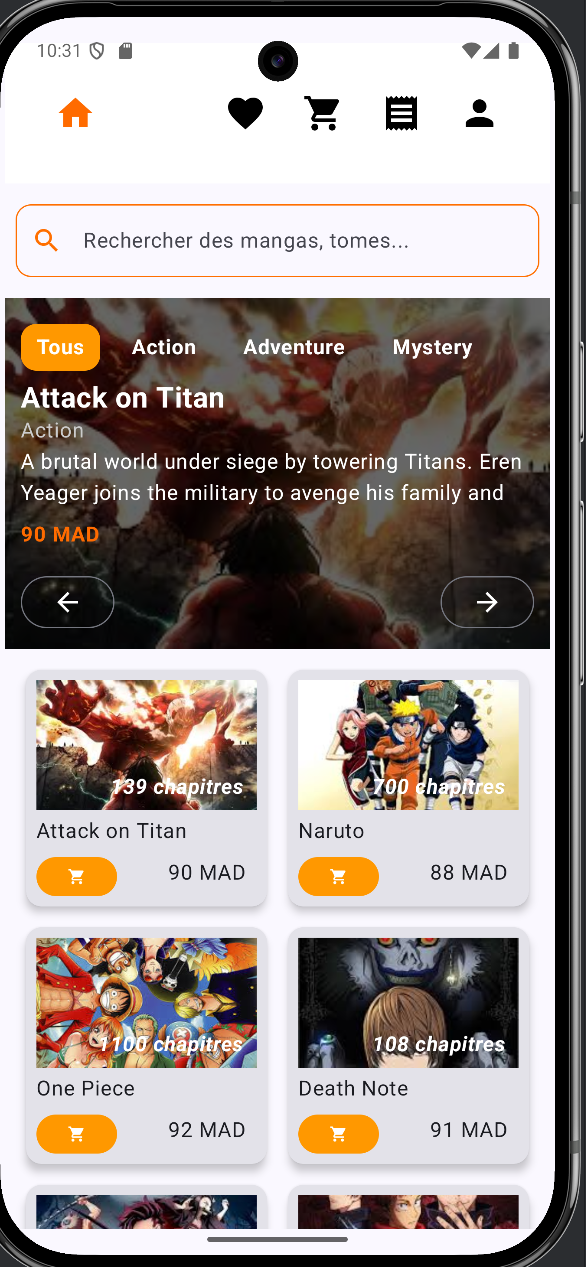 10:31
Rechercher des mangas, tomes...
Tous Action Adventure Mystery
Attack on Titan
Action
A brutal world under siege by towering Titans. Eren
Yeager joins the military to avenge his family and
90 MAD
139 chapitres
700 chapitres
Attack on Titan
Naruto
90 MAD
88 MAD
1100 chapitres
108 chapitres
One Piece
Death Note
92 MAD
91 MAD